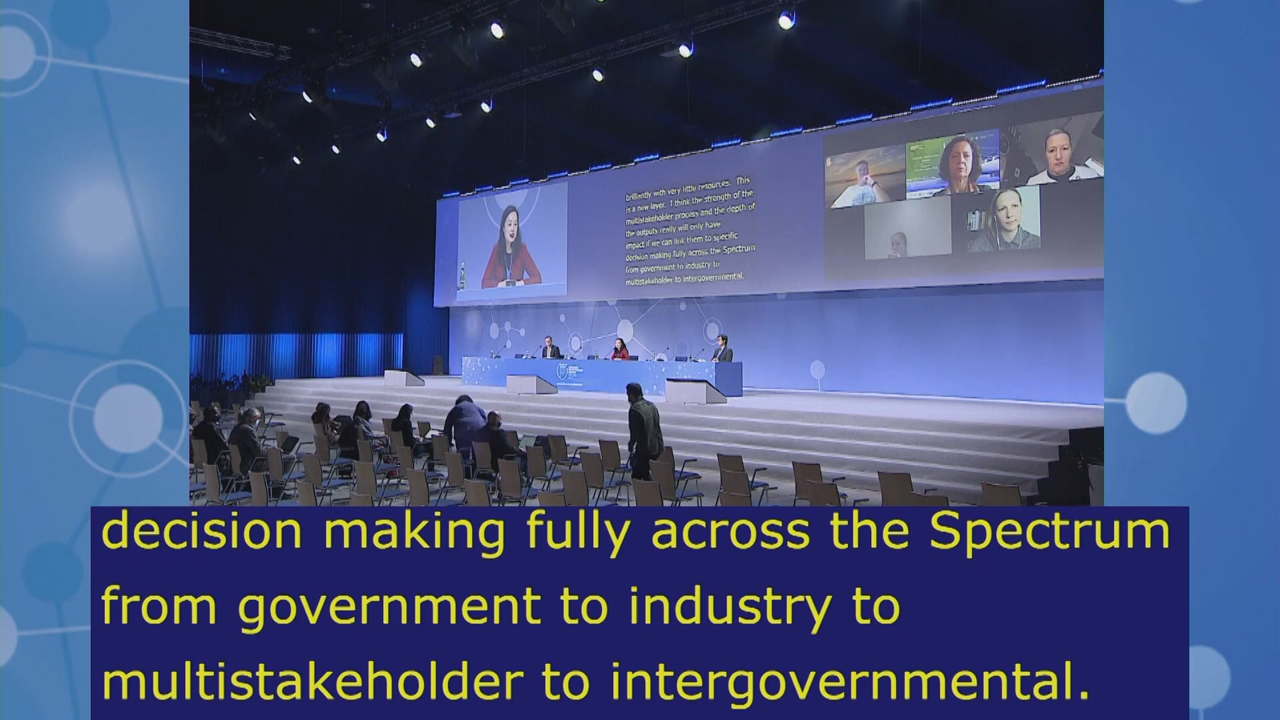 brilliantly with very little resources. This
is a new layer. I think the strength of the
multistakeholder process and the depth of
the outputs really will only have
impact if we can link them to specific
decision making fully across the Spectrum
from government to industry to
multistakeholder to intergovernmental.
decision making fully across the Spectrum
from government to industry to
multistakeholder to intergovernmental.